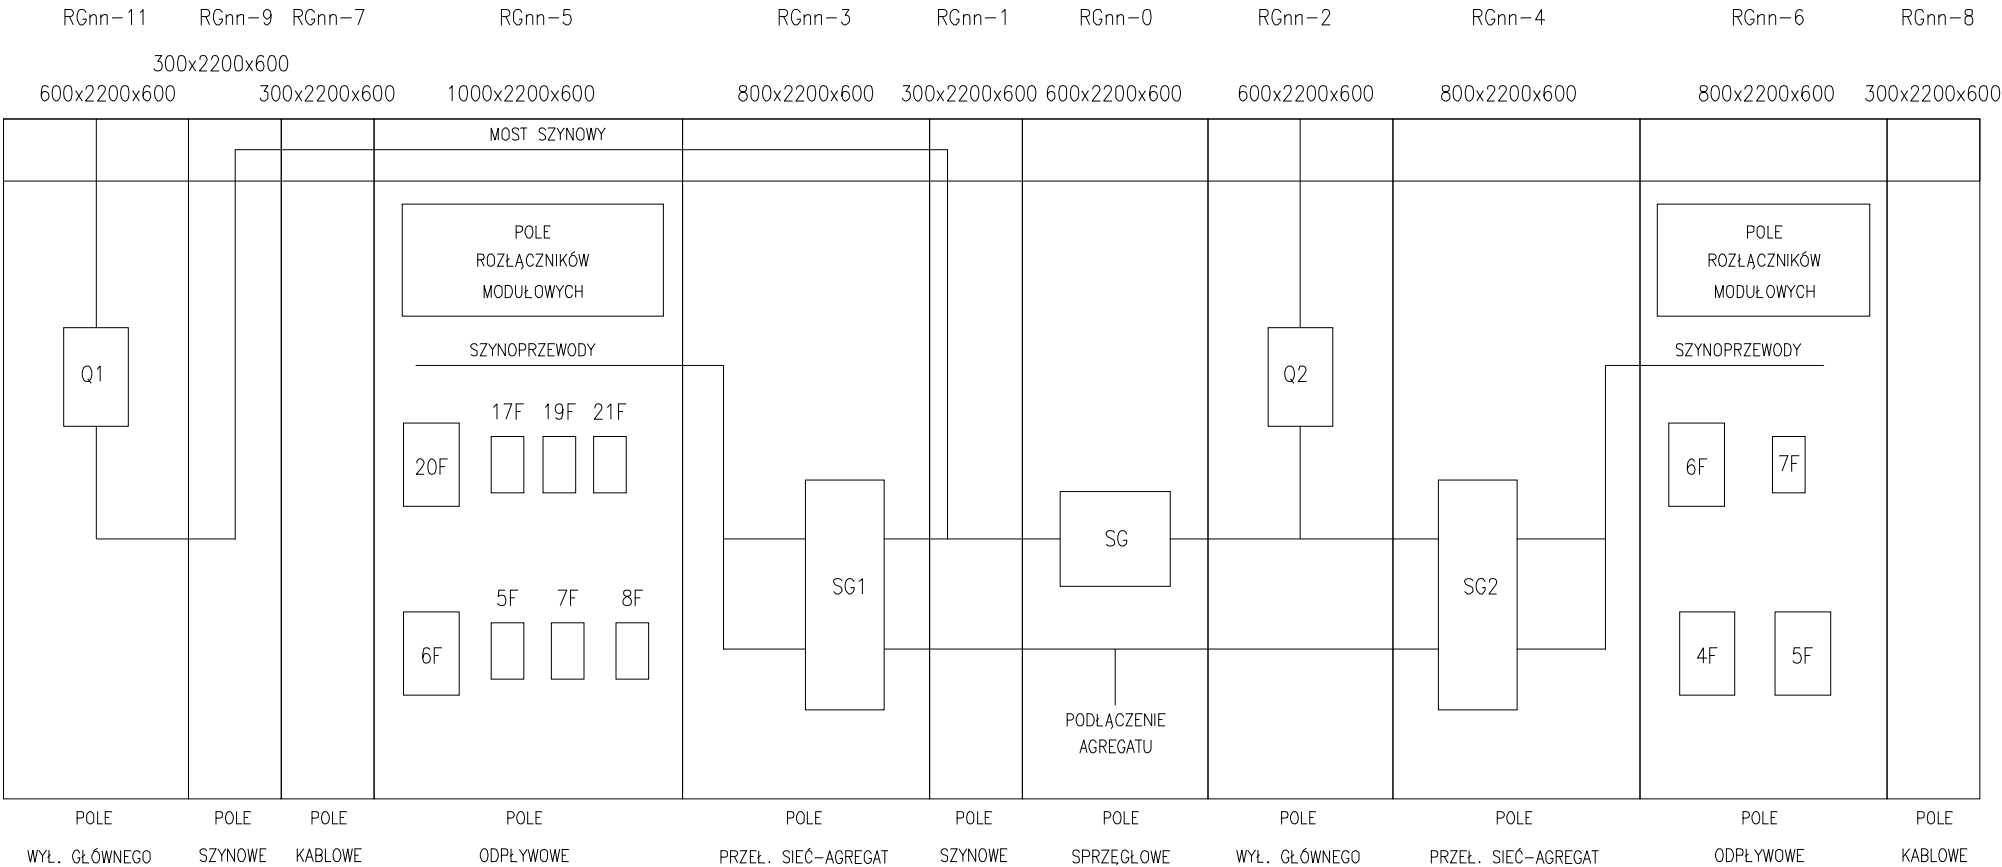 RGnn-11 RGnn-9 RGnn-7 RGnn-5 RGnn-3 RGnn-1 RGnn-0 RGnn-2 RGnn-4 RGnn-6 RGnn-8
300x2200x600
600x2200x600 300x2200x600 1000x2200x600 800x2200x600 300x2200x600 600x2200x600 600x2200x600 800x2200x600 800x2200x600 300x2200x600
MOST SZYNOWY
POLE POLE
ROZŁĄCZNIKÓW ROZŁĄCZNIKÓW
MODUŁOWYCH MODUŁOWYCH
SZYNOPRZEWODY SZYNOPRZEWODY
Q1 Q2
17F 19F 21F
20F 6F 7F
SG
SG1 SG2
5F 7F 8F
6F 4F 5F
PODŁĄCZENIE
AGREGATU
POLE POLE POLE POLE POLE POLE POLE POLE POLE POLE POLE
WYŁ. GŁÓWNEGO SZYNOWE KABLOWE ODPŁYWOWE PRZEŁ. SIEĆ-AGREGAT SZYNOWE SPRZĘGŁOWE WYŁ. GŁÓWNEGO PRZEŁ. SIEĆ-AGREGAT ODPŁYWOWE KABLOWE